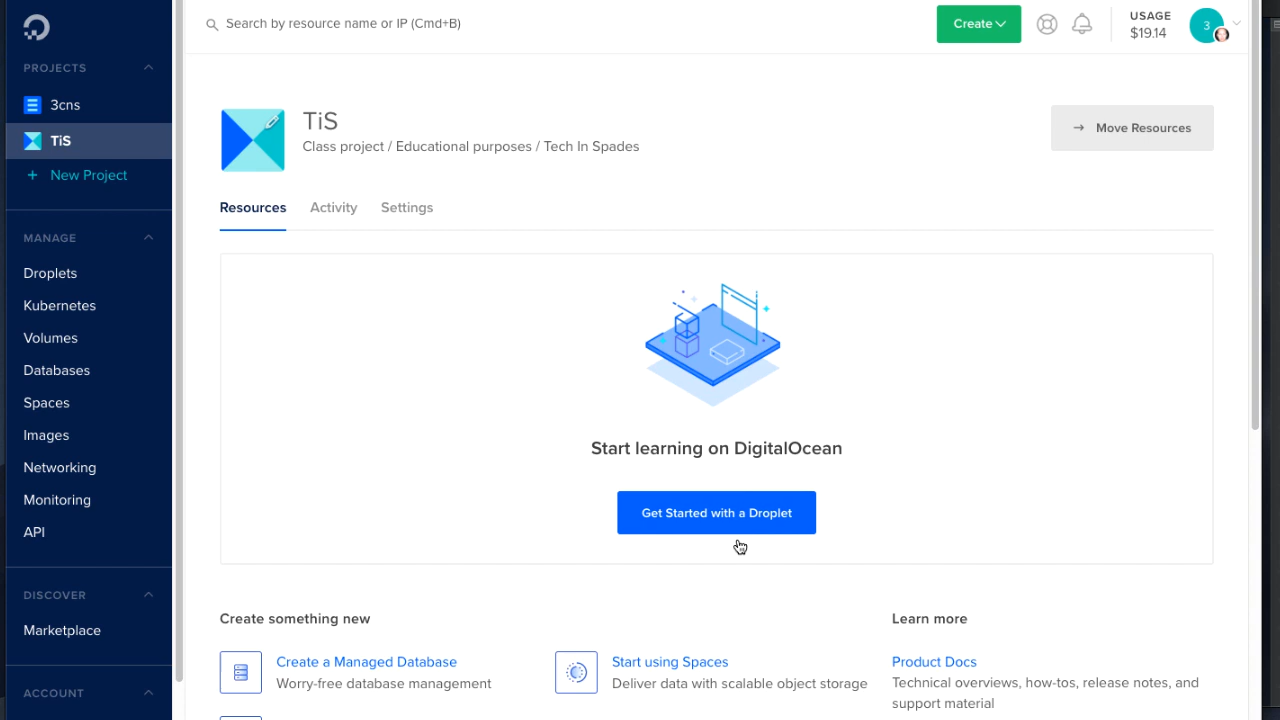 Search by resource name or IP (Cmd+B)
Create
USAGE
$19.14
3
PROJECTS
3cns
TiS
+ New Project
MANAGE
Droplets
Kubernetes
Volumes
Databases
Spaces
Images
Networking
Monitoring
API
DISCOVER
Marketplace
ACCOUNT
TiS
Class project / Educational purposes / Tech In Spades
→ Move Resources
Resources Activity Settings
Start learning on DigitalOcean
Get Started with a Droplet
Create something new
Create a Managed Database
Worry-free database management
Start using Spaces
Deliver data with scalable object storage
Learn more
Product Docs
Technical overviews, how-tos, release notes, and
support material